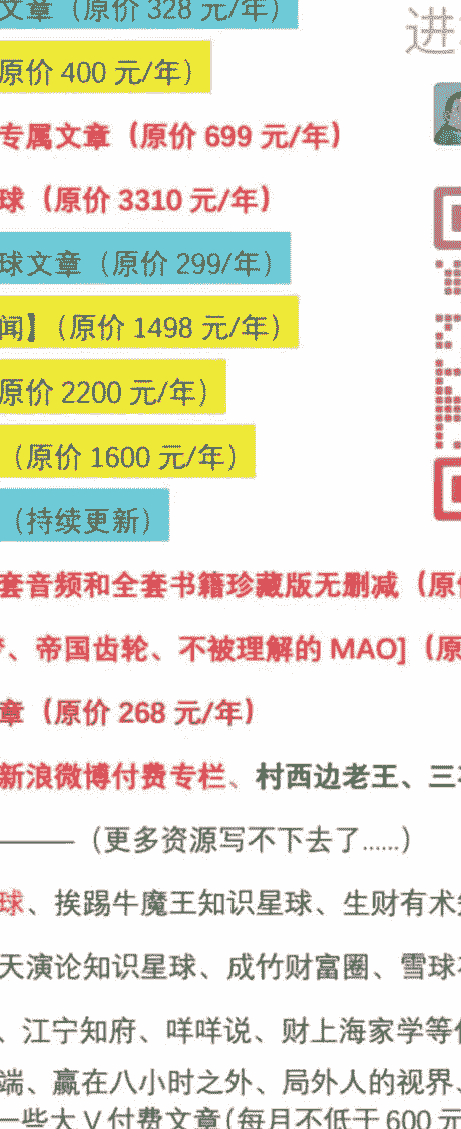 文章（原价 328 元/年）
进
原价 400 元/年）
专属文章（原价 699 元/年）
球（原价 3310 元/年）
球文章（原价 299/年）
闻】（原价 1498 元/年）
原价 2200 元/年）
（原价 1600 元/年）
（持续更新）
套音频和全套书籍珍藏版无删减（原
、帝国齿轮、不被理解的 MAO]（原
章（原价 268 元/年）
新浪微博付费专栏、村西边老王、三
———（更多资源写不下去了......）
球、挨踢牛魔王知识星球、生财有术
天演论知识星球、成竹财富圈、雪球
、江宁知府、咩咩说、财上海家学等
端、赢在八小时之外、局外人的视界、
一些大 V 付费文章(每月不低于 600 元